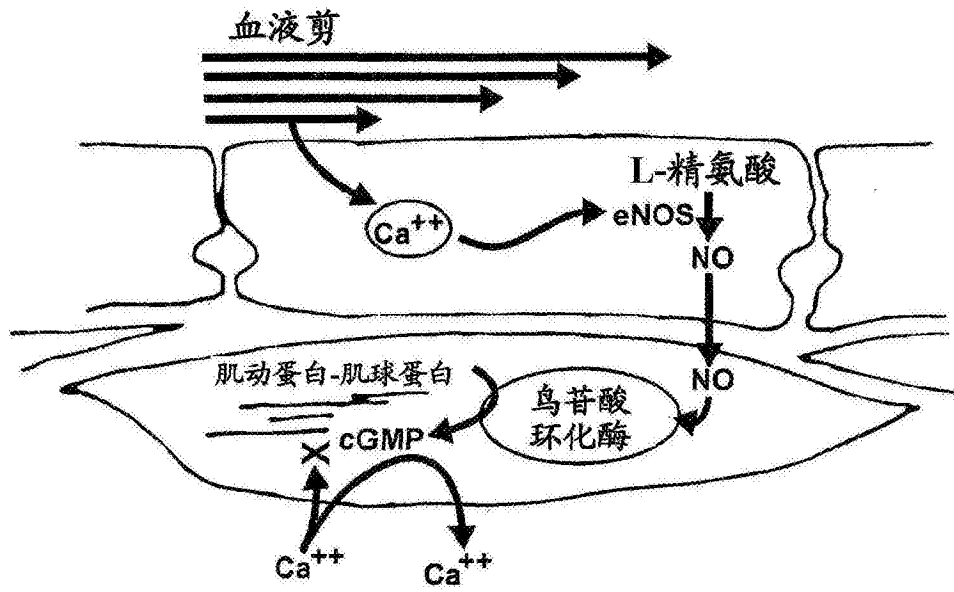 血液剪
L-精氨酸
Ca++
eNOS
NO
NO
肌动蛋白-肌球蛋白
鸟苷酸
环化酶
X cGMP
Ca++
Ca++